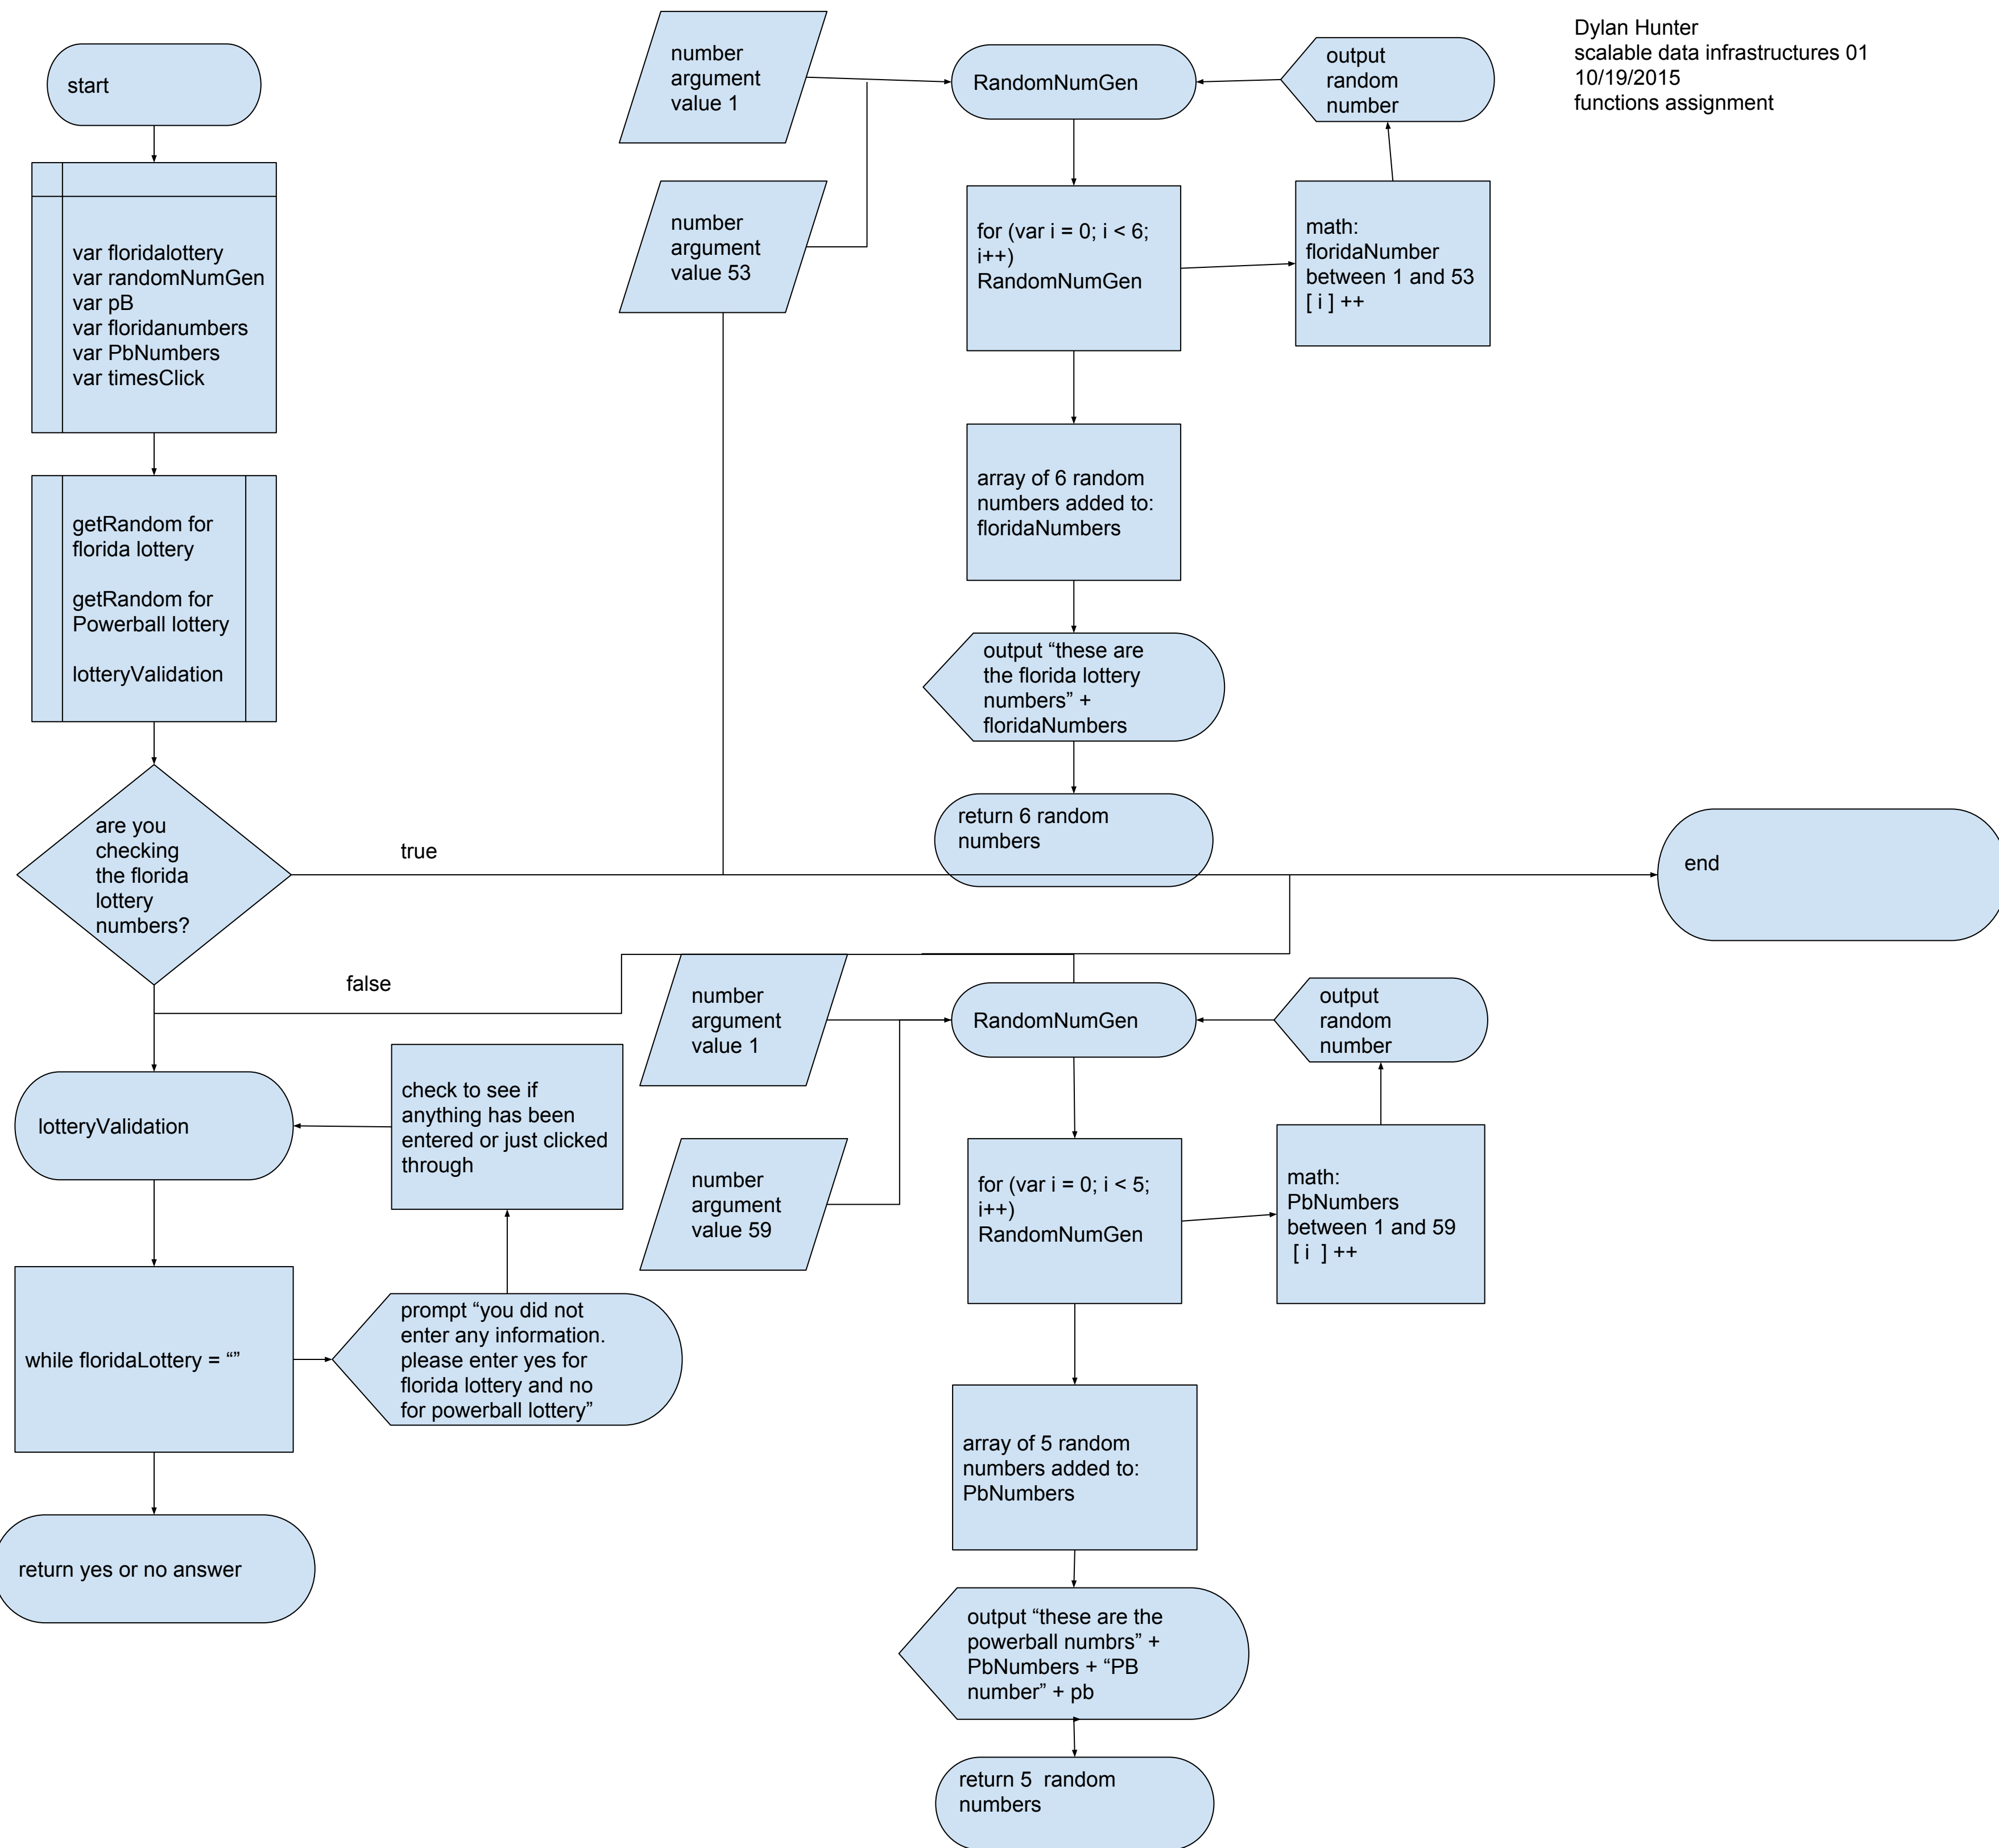 Dylan Hunter
scalable data infrastructures 01
10/19/2015
functions assignment
start
var floridalottery
var randomNumGen
var pB
var floridanumbers
var PbNumbers
var timesClick
getRandom for
florida lottery
getRandom for
Powerball lottery
lotteryValidation
are you
checking
the florida
lottery
numbers?
true
false
lotteryValidation
check to see if
anything has been
entered or just clicked
through
while floridaLottery = “”
prompt “you did not
enter any information.
please enter yes for
florida lottery and no
for powerball lottery”
return yes or no answer
number
argument
value 1
number
argument
value 53
RandomNumGen
output
random
number
for (var i = 0; i < 6;
i++)
RandomNumGen
math:
floridaNumber
between 1 and 53
[ i ] ++
array of 6 random
numbers added to:
floridaNumbers
output “these are
the florida lottery
numbers” +
floridaNumbers
return 6 random
numbers
end
number
argument
value 1
number
argument
value 59
RandomNumGen
output
random
number
for (var i = 0; i < 5;
i++)
RandomNumGen
math:
PbNumbers
between 1 and 59
[ i  ] ++
array of 5 random
numbers added to:
PbNumbers
output “these are the
powerball numbrs” +
PbNumbers + “PB
number” + pb
return 5  random
numbers